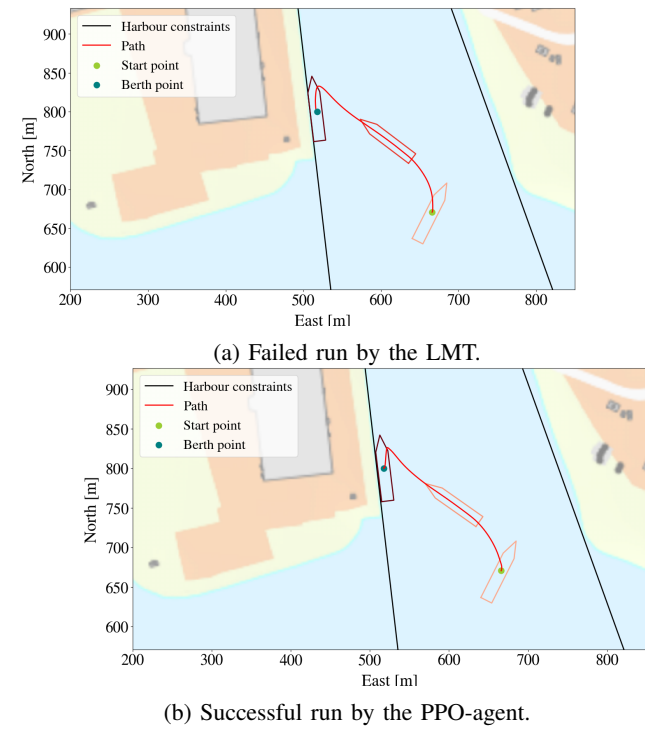 Harbour constraints
Path
Start point
Berth point
North [m]
900
850
800
750
700
650
600
200 300 400 500 600 700 800
East [m]
(a) Failed run by the LMT.
Harbour constraints
Path
Start point
Berth point
North [m]
900
850
800
750
700
650
600
200 300 400 500 600 700 800
East [m]
(b) Successful run by the PPO-agent.